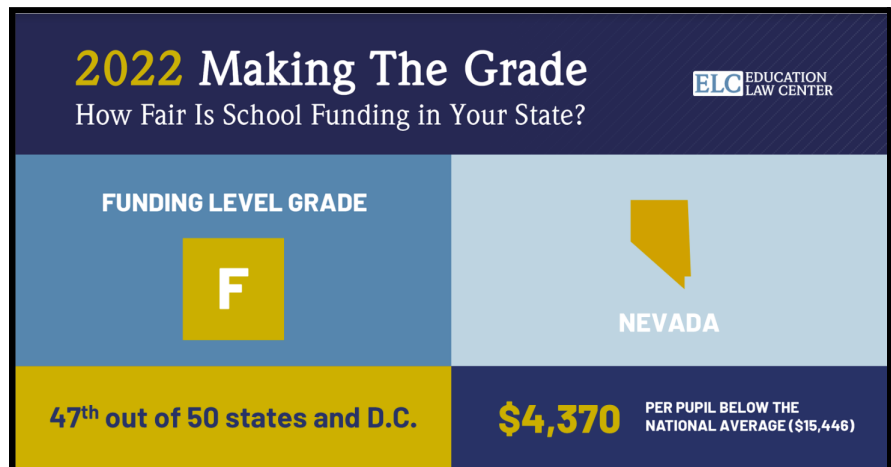 2022 Making The Grade
How Fair Is School Funding in Your State?
ELC EDUCATION
LAW CENTER
FUNDING LEVEL GRADE
F
NEVADA
47th out of 50 states and D.C.
$4,370
PER PUPIL BELOW THE
NATIONAL AVERAGE ($15,446)